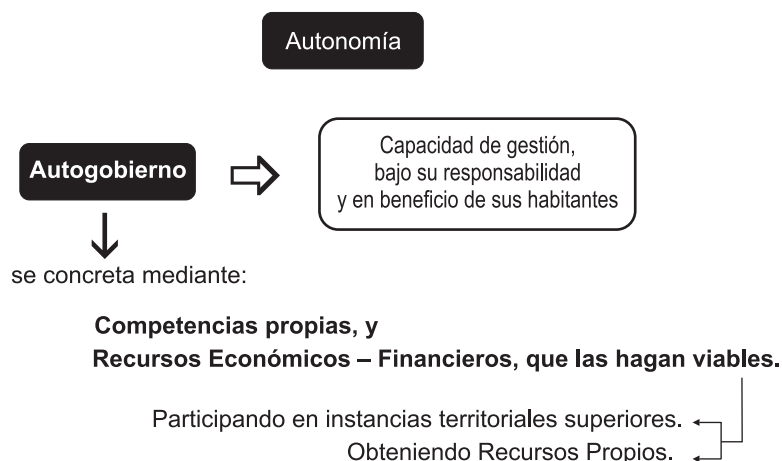 Autonomía
Autogobierno
Capacidad de gestión,
bajo su responsabilidad
y en beneficio de sus habitantes
se concreta mediante:
Competencias propias, y
Recursos Económicos – Financieros, que las hagan viables.
Participando en instancias territoriales superiores.
Obteniendo Recursos Propios.